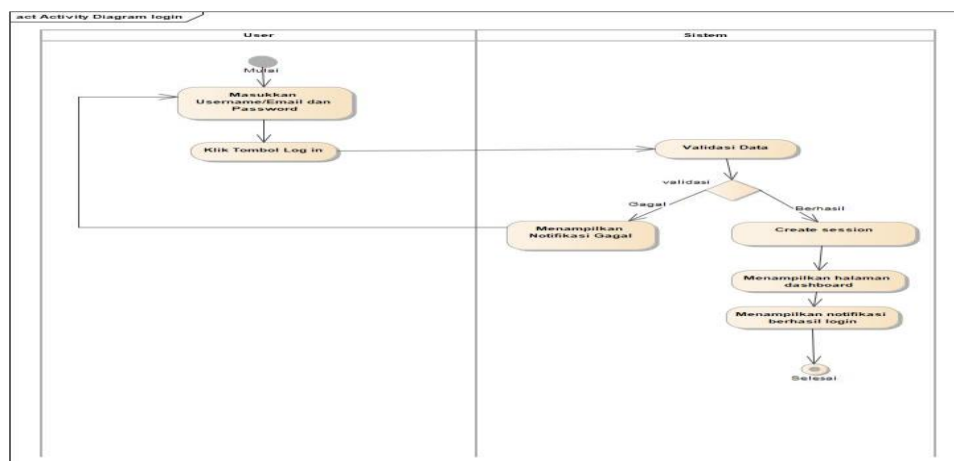 act Activity Diagram login
User
Sistem
Mulai
Masukkan
Username/Email dan
Password
Klik Tombol Log in
Validasi Data
validasi
Gagal
Berhasil
Menampilkan
Notifikasi Gagal
Create session
Menampilkan halaman
dashboard
Menampilkan notifikasi
berhasil login
Selesai